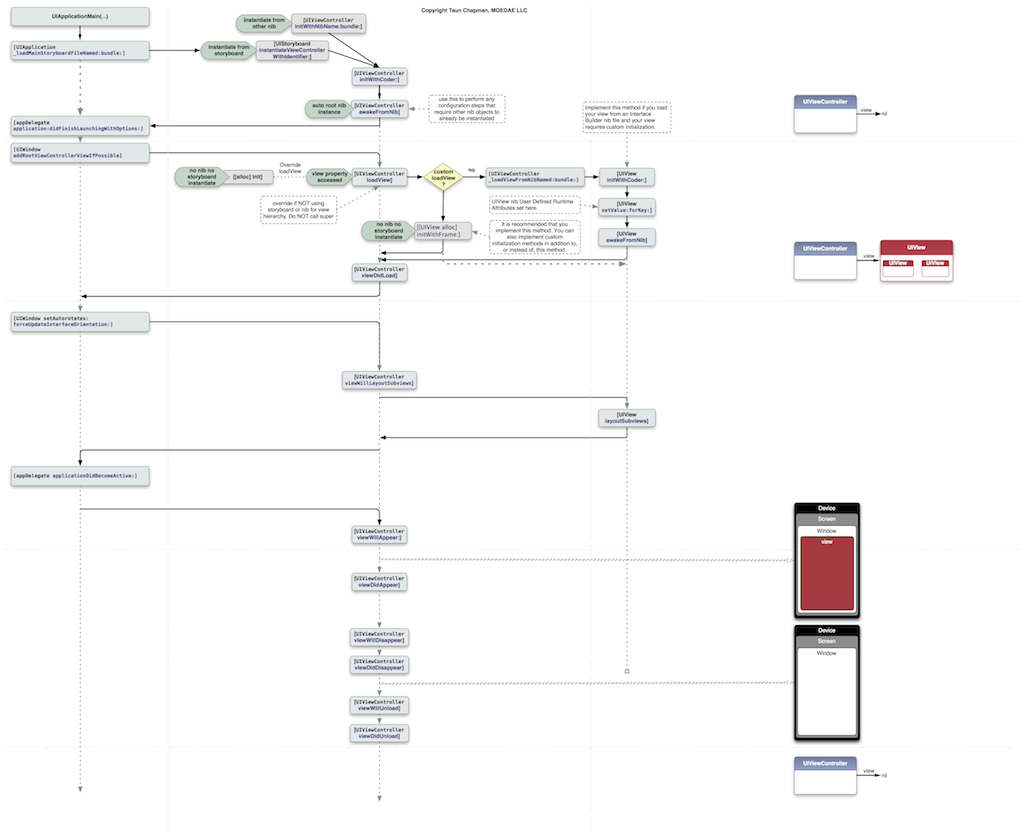 Copyright Taun Chapman, MOEDAE LLC
UIApplicationMain(...)
instantiate from
other nib
[UIViewController
initWithNibName:bundle:]
[UIApplication
_loadMainStoryboardFileNamed:bundle:]
instantiate from
storyboard
[UIStoryboard
instantiateViewController
WithIdentifier:]
[UIViewController
initWithCoder:]
auto root nib
instance
[UIViewController
awakeFromNib]
use this to perform any
configuration steps that
require other nib objects to
already be instantiated
Implement this method if you load
your view from an Interface
Builder nib file and your view
requires custom initialization.
UIViewController
view
nil
[appDelegate
application:didFinishLaunchingWithOptions:]
[UIWindow
addRootViewControllerViewIfPossible]
no nib no
storyboard
instantiate
[[alloc] init]
Override
loadView
view property
accessed
[UIViewController
loadView]
custom
loadView
?
no
[UIViewController
_loadViewFromNibNamed:bundle:]
[UIView
initWithCoder:]
override if NOT using
storyboard or nib for view
hierarchy. Do NOT call super
UIView nib User Defined Runtime
Attributes set here.
[UIView
setValue:forKey:]
no nib no
storyboard
instantiate
[[UIView alloc]
initWithFrame:]
It is recommended that you
implement this method. You can
also implement custom
initialization methods in addition to,
or instead of, this method.
[UIView
awakeFromNib]
UIViewController
view
UIView
UIView
UIView
[UIViewController
viewDidLoad]
[UIWindow setAutorotates:
forceUpdateInterfaceOrientation:]
[UIViewController
viewWillLayoutSubviews]
[UIView
layoutSubviews]
[appDelegate applicationDidBecomeActive:]
[UIViewController
viewWillAppear:]
Device
Screen
Window
view
[UIViewController
viewDidAppear]
[UIViewController
viewWillDisappear]
[UIViewController
viewDidDisappear]
Device
Screen
Window
[UIViewController
viewWillUnload]
[UIViewController
viewDidUnload]
UIViewController
view
nil